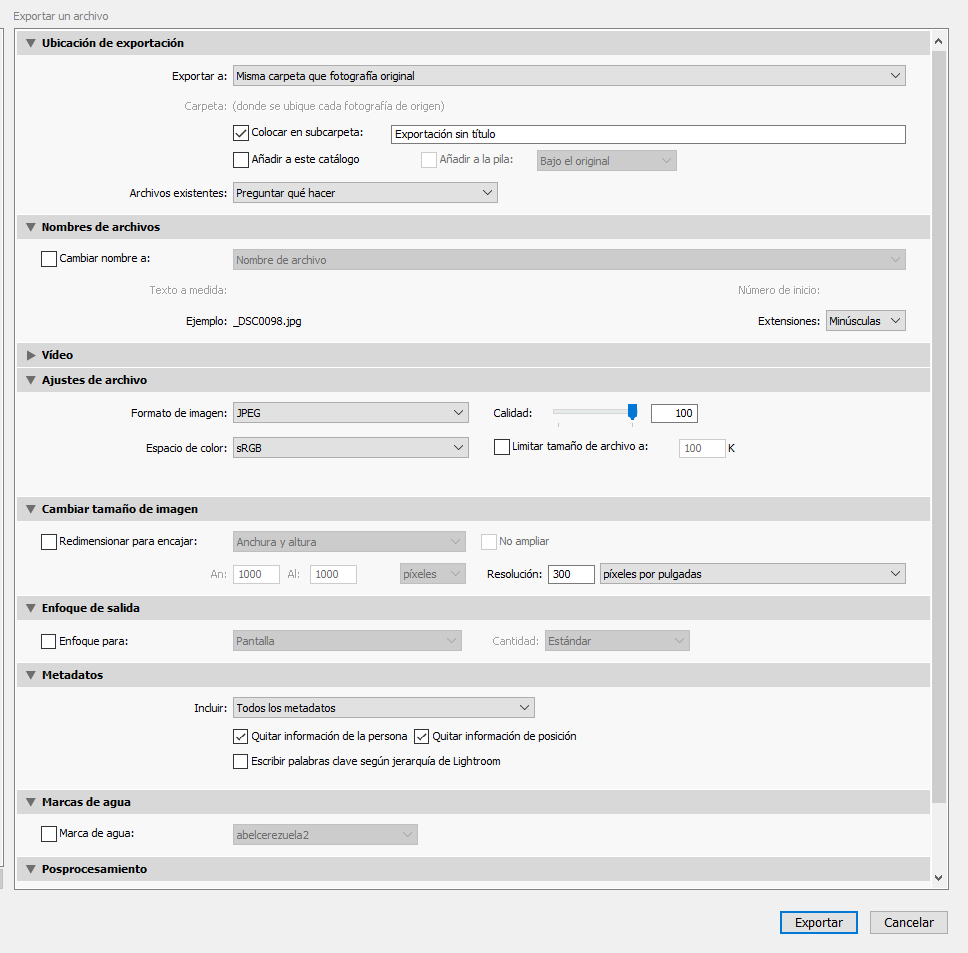 Exportar un archivo
Ubicación de exportación
Exportar a: Misma carpeta que fotografía original
Carpeta: (donde se ubique cada fotografía de origen)
Colocar en subcarpeta: Exportación sin título
Añadir a este catálogo Añadir a la pila: Bajo el original
Archivos existentes: Preguntar qué hacer
Nombres de archivos
Cambiar nombre a: Nombre de archivo
Texto a medida: Número de inicio:
Ejemplo: _DSC0098.jpg Extensiones: Minúsculas
Vídeo
Ajustes de archivo
Formato de imagen: JPEG Calidad: 100
Espacio de color: sRGB Limitar tamaño de archivo a: 100 K
Cambiar tamaño de imagen
Redimensionar para encajar: Anchura y altura No ampliar
An: 1000 Al: 1000 píxeles Resolución: 300 píxeles por pulgadas
Enfoque de salida
Enfoque para: Pantalla Cantidad: Estándar
Metadatos
Incluir: Todos los metadatos
Quitar información de la persona Quitar información de posición
Escribir palabras clave según jerarquía de Lightroom
Marcas de agua
Marca de agua: abelcerezuela2
Posprocesamiento
Exportar Cancelar